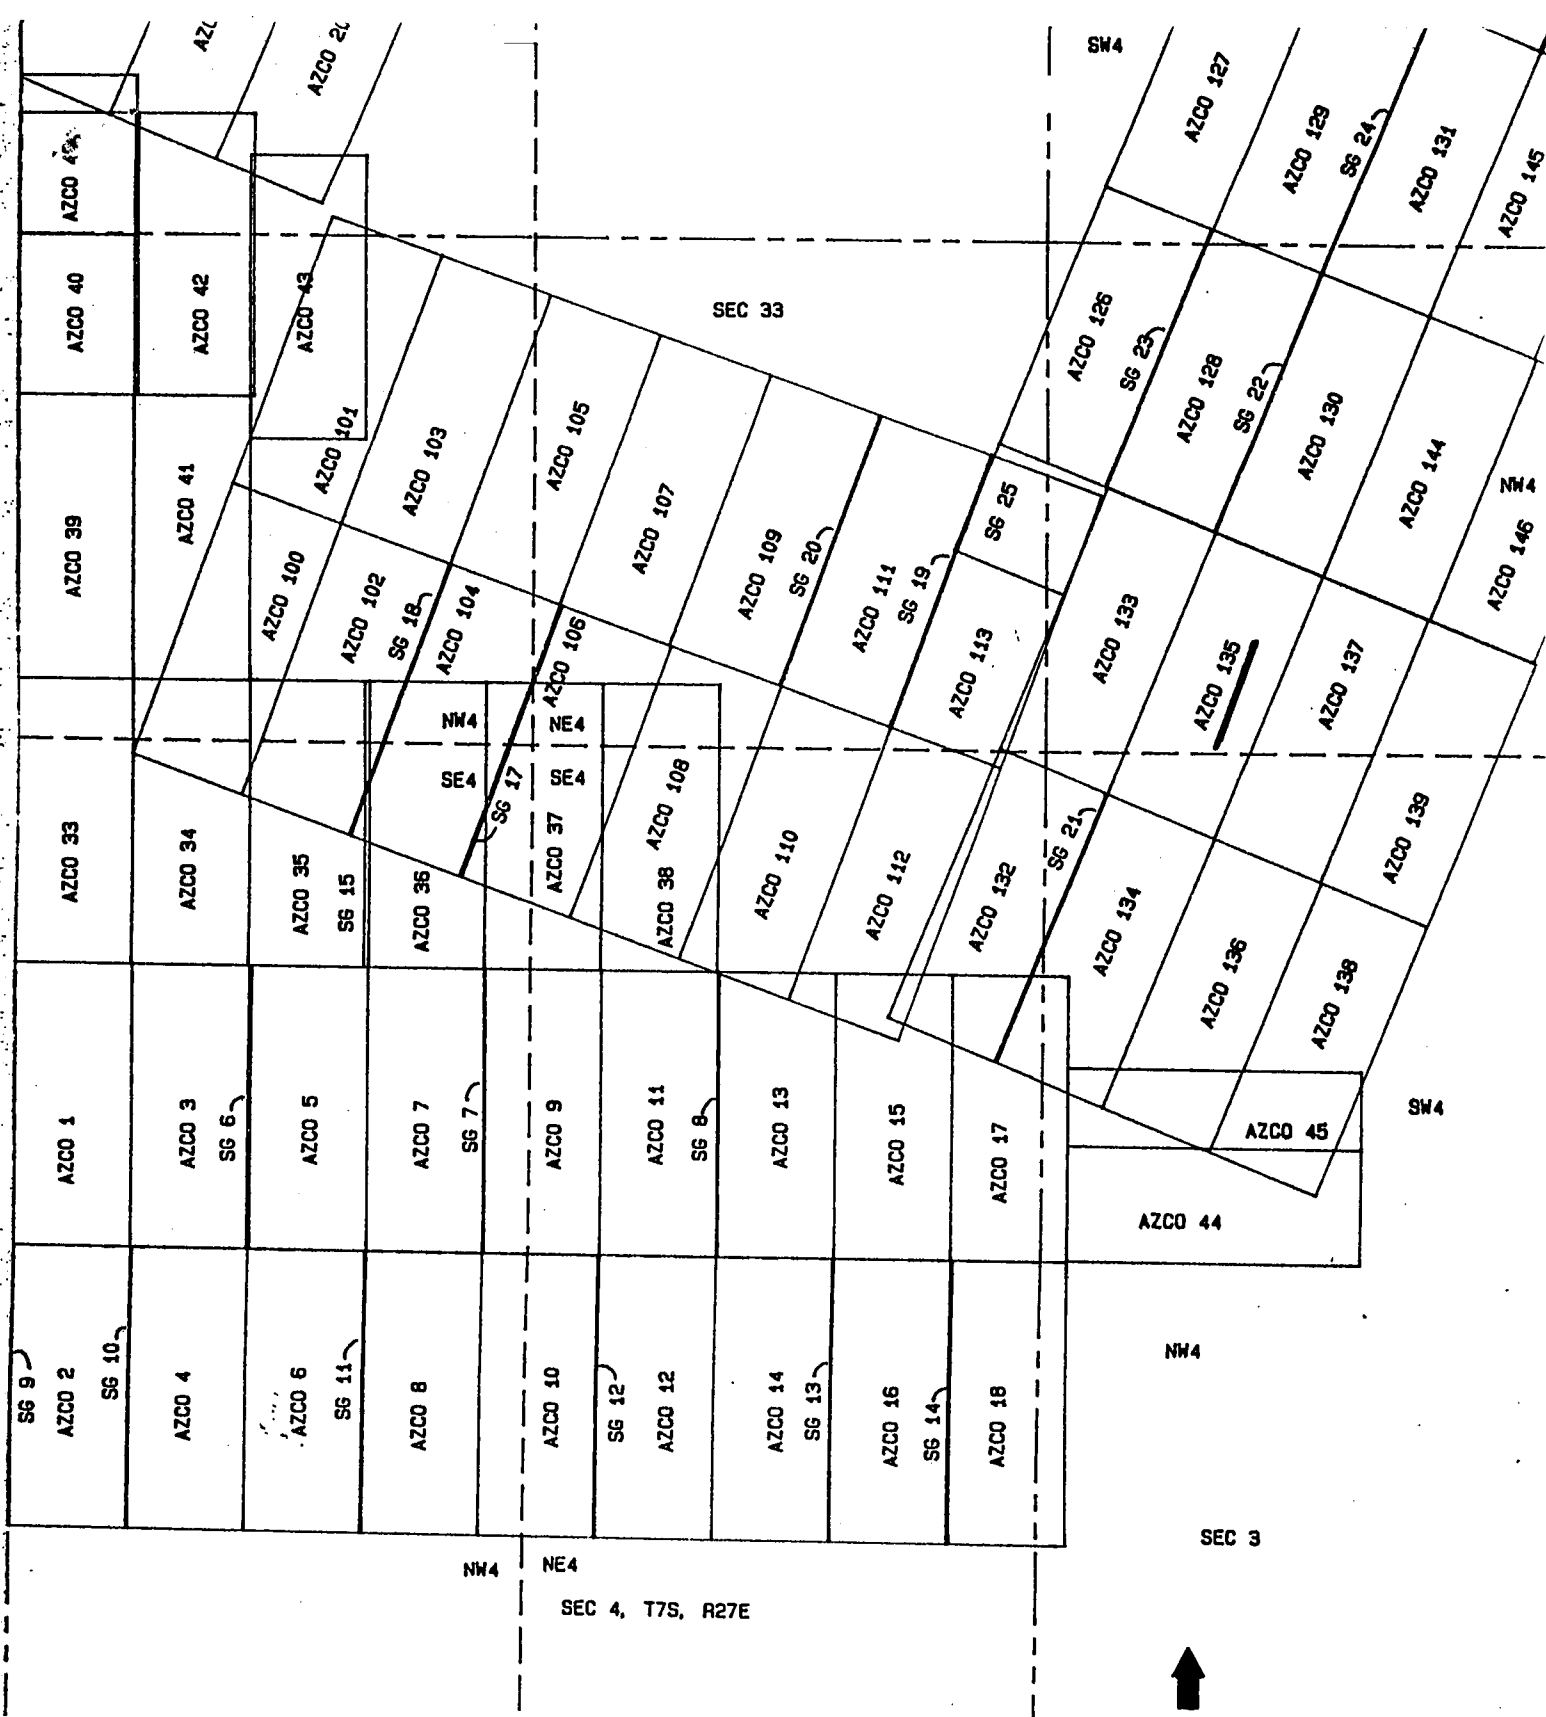 SW4
AZCO 127
AZCO 129
SG 24
AZCO 131
AZCO 145
AZCO
AZCO 40
AZCO 42
AZCO 43
SEC 33
AZCO 126
SG 23
AZCO 128
SG 22
AZCO 130
AZCO 144
NW4
AZCO 146
AZCO 39
AZCO 41
AZCO 101
AZCO 103
AZCO 105
AZCO 107
AZCO 109
SG 20
AZCO 111
SG 19
SG 25
AZCO 113
AZCO 133
AZCO 135
AZCO 137
AZCO 100
AZCO 102
SG 18
AZCO 104
AZCO 106
NW4
NE4
SE4
SE4
SG 17
AZCO 108
AZCO 110
AZCO 112
AZCO 132
SG 21
AZCO 134
AZCO 136
AZCO 138
AZCO 139
AZCO 33
AZCO 34
AZCO 35
SG 15
AZCO 36
AZCO 37
AZCO 38
AZCO 1
AZCO 3
SG 6
AZCO 5
AZCO 7
SG 7
AZCO 9
AZCO 11
SG 8
AZCO 13
AZCO 15
AZCO 17
AZCO 45
SW4
AZCO 44
SG 9
AZCO 2
SG 10
AZCO 4
AZCO 6
SG 11
AZCO 8
AZCO 10
SG 12
AZCO 12
AZCO 14
SG 13
AZCO 16
SG 14
AZCO 18
NW4
SEC 3
NW4
NE4
SEC 4, T7S, R27E